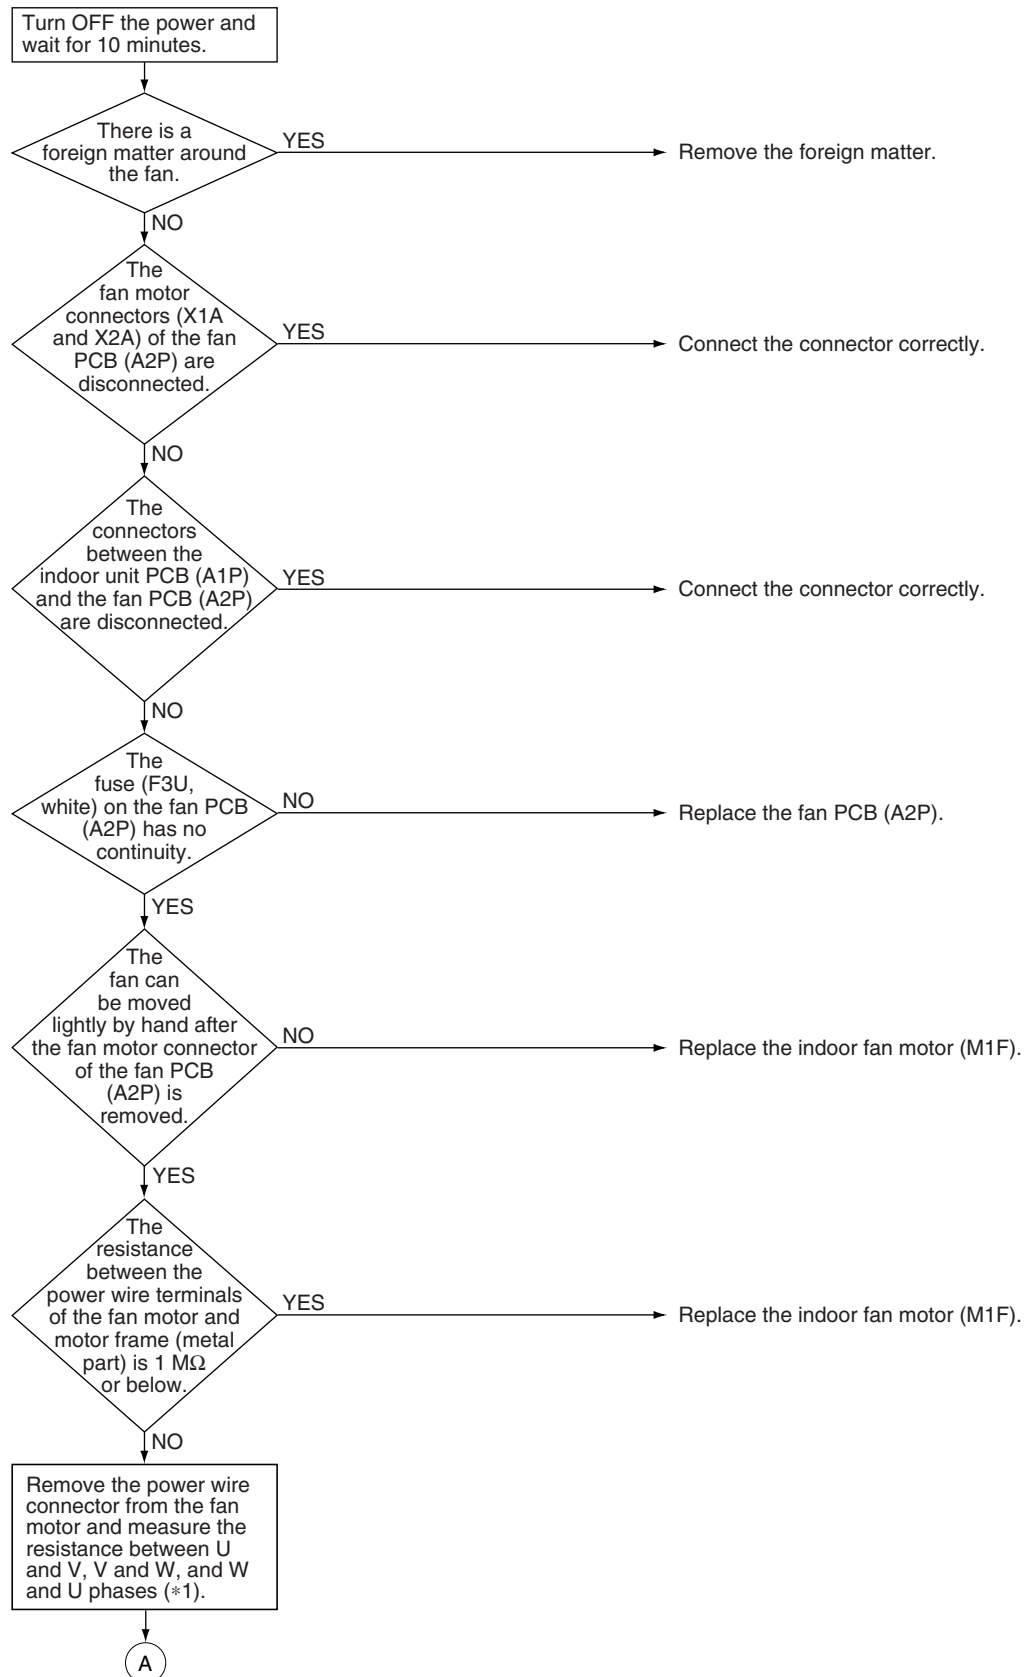 Turn OFF the power and
wait for 10 minutes.
There is a
foreign matter around
the fan.
YES
Remove the foreign matter.
NO
The
fan motor
connectors (X1A
and X2A) of the fan
PCB (A2P) are
disconnected.
YES
Connect the connector correctly.
NO
The
connectors
between the
indoor unit PCB (A1P)
and the fan PCB (A2P)
are disconnected.
YES
Connect the connector correctly.
NO
The
fuse (F3U,
white) on the fan PCB
(A2P) has no
continuity.
NO
Replace the fan PCB (A2P).
YES
The
fan can
be moved
lightly by hand after
the fan motor connector
of the fan PCB
(A2P) is
removed.
NO
Replace the indoor fan motor (M1F).
YES
The
resistance
between the
power wire terminals
of the fan motor and
motor frame (metal
part) is 1 MΩ
or below.
YES
Replace the indoor fan motor (M1F).
NO
Remove the power wire
connector from the fan
motor and measure the
resistance between U
and V, V and W, and W
and U phases (*1).
A